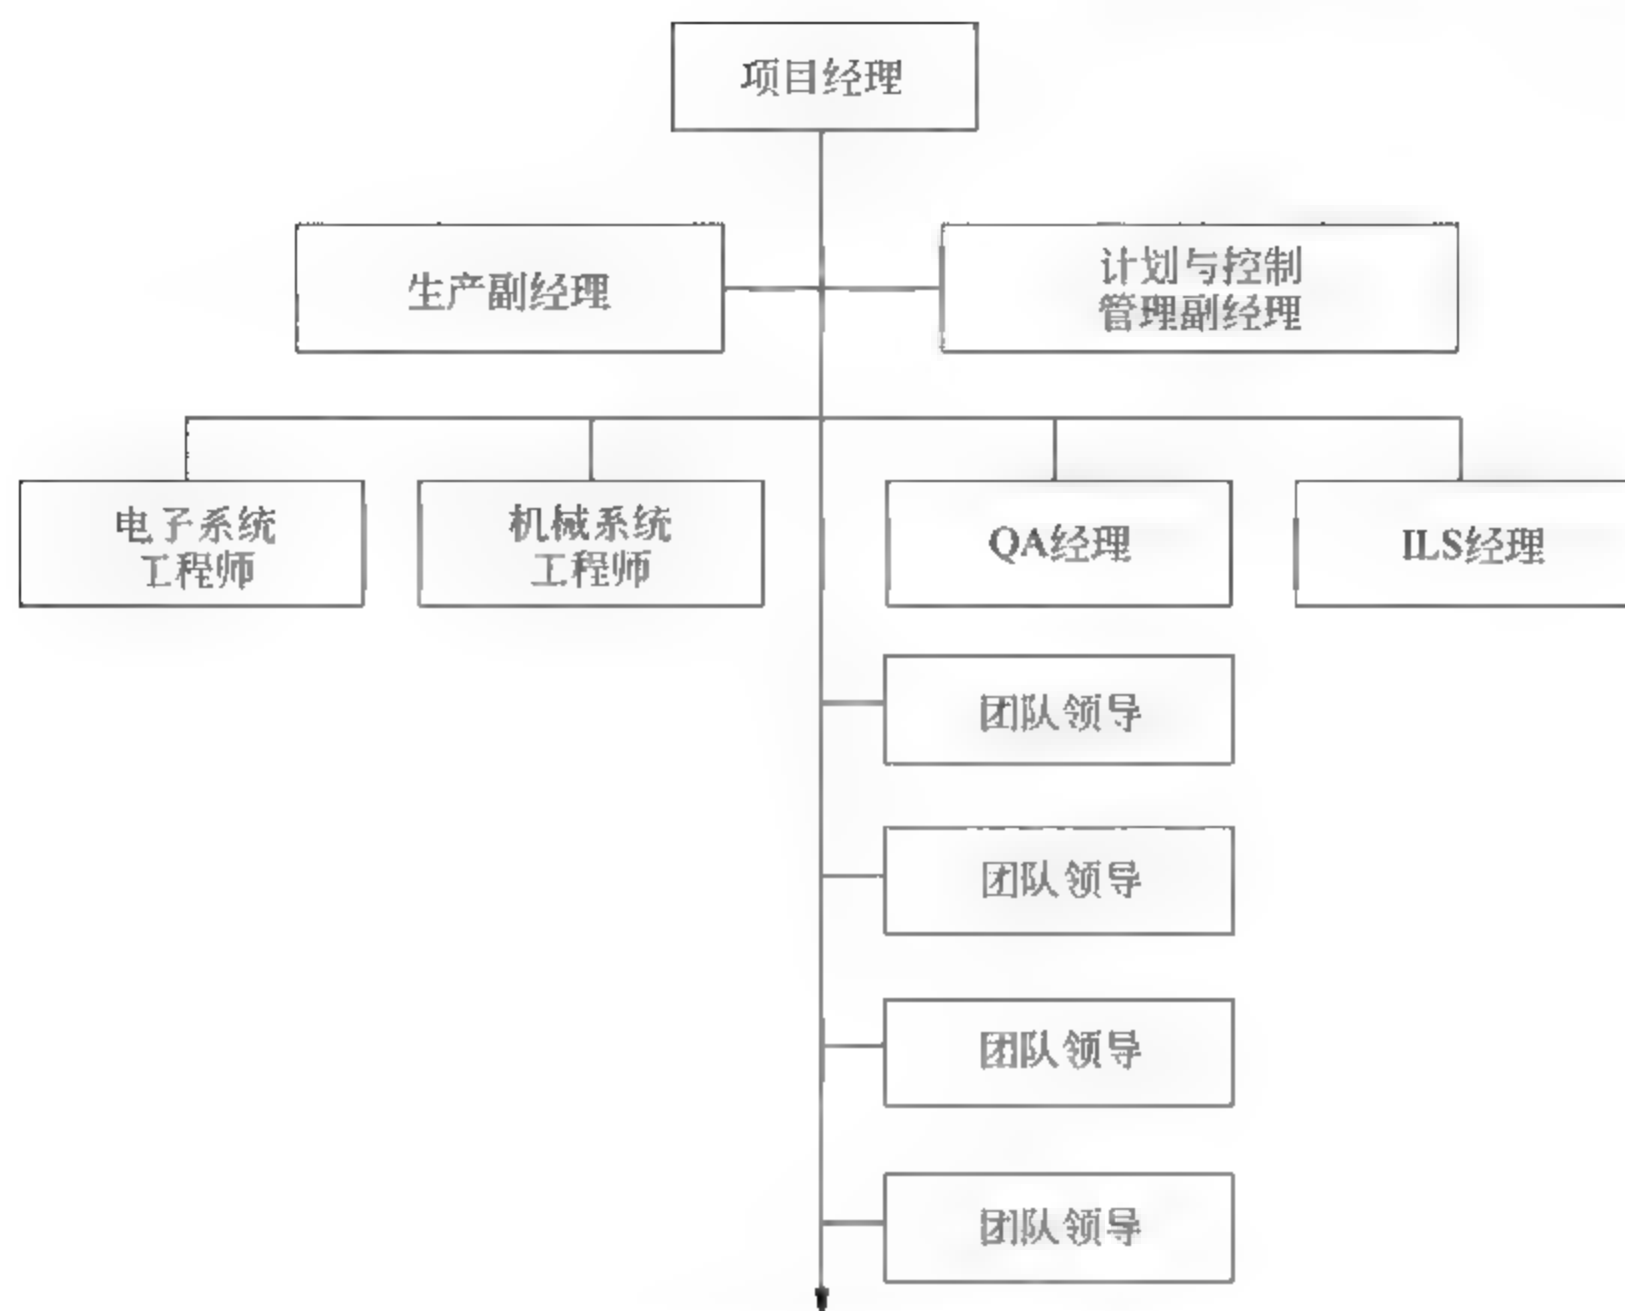 项目经理
生产副经理
计划与控制
管理副经理
电子系统
工程师
机械系统
工程师
QA经理
ILS经理
团队领导
团队领导
团队领导
团队领导